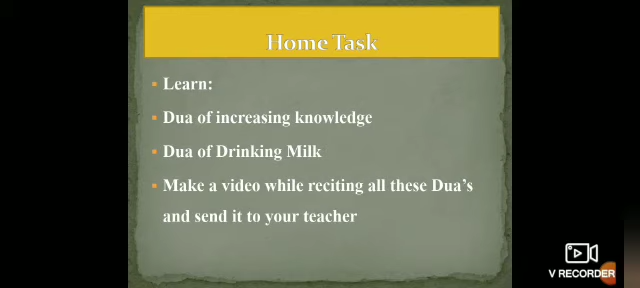 Home Task
Learn:
Dua of increasing knowledge
Dua of Drinking Milk
Make a video while reciting all these Dua's
and send it to your teacher
V RECORDER